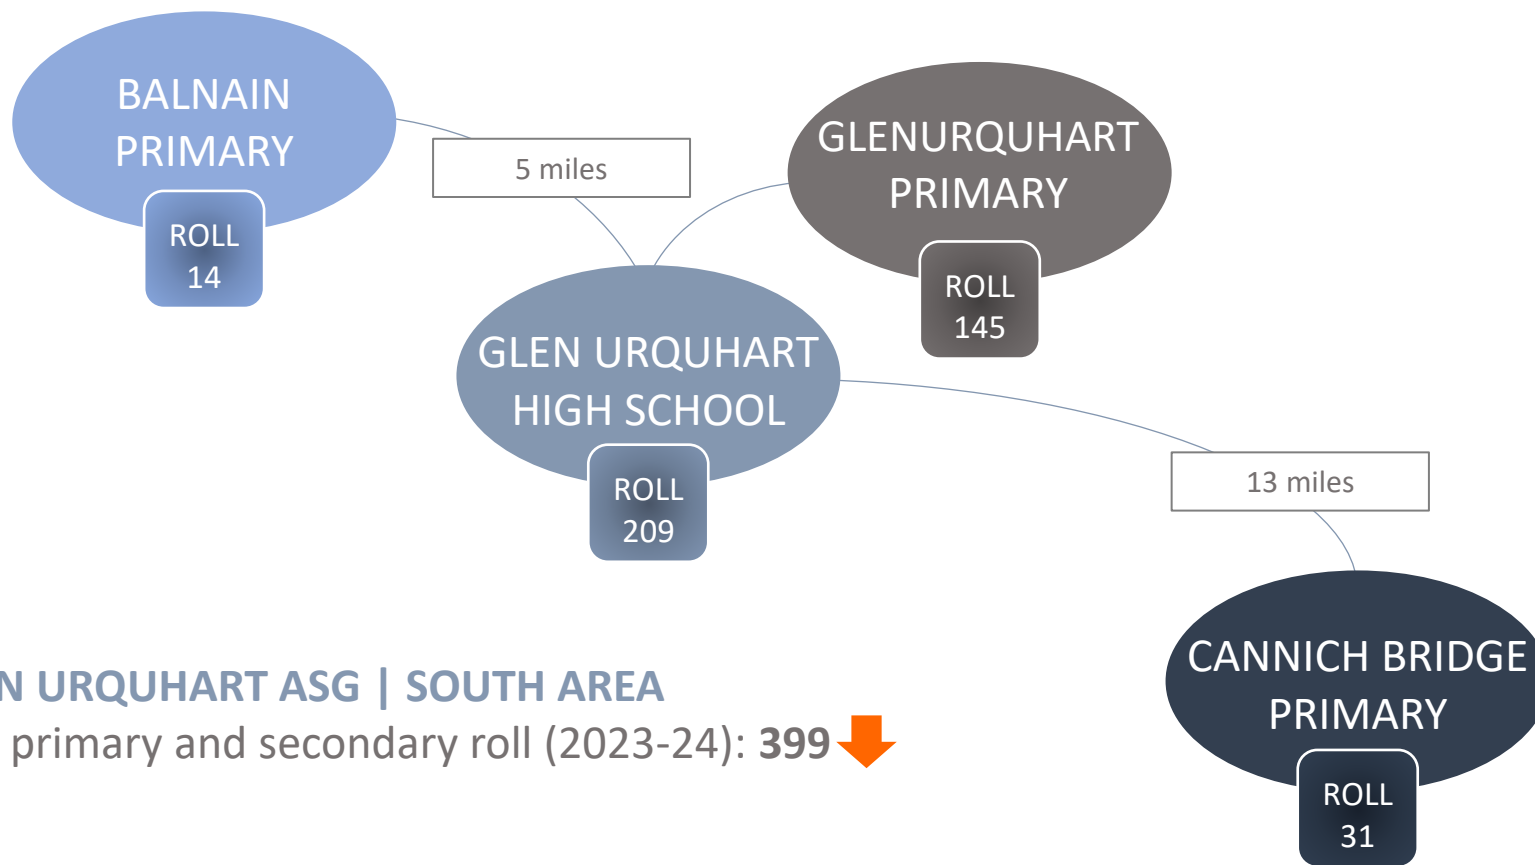 BALNAIN
PRIMARY
ROLL
14
5 miles
GLENURQUHART
PRIMARY
ROLL
145
GLEN URQUHART
HIGH SCHOOL
ROLL
209
13 miles
CANNICH BRIDGE
PRIMARY
ROLL
31
N URQUHART ASG | SOUTH AREA
primary and secondary roll (2023-24): 399